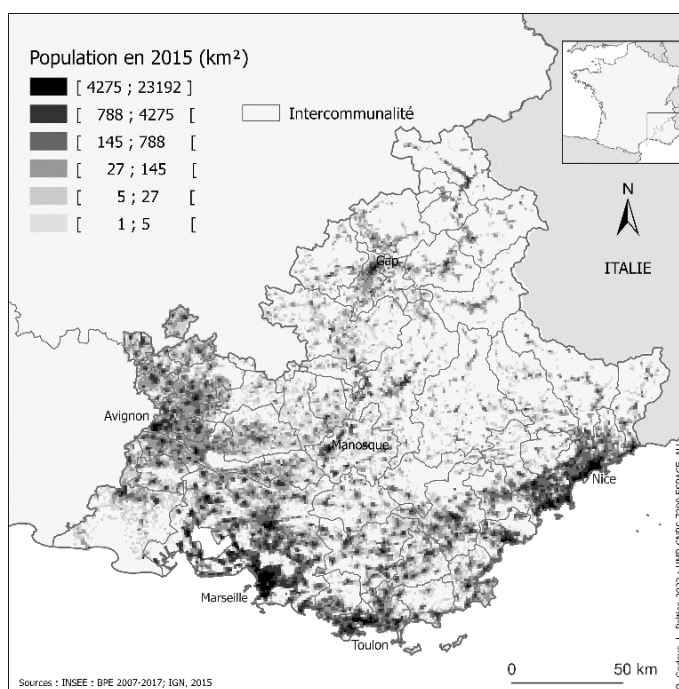 Population en 2015 (km²)
[ 4275 ; 23192 ]
[ 788 ; 4275 [
[ 145 ; 788 [
[ 27 ; 145 [
[ 5 ; 27 [
[ 1 ; 5 [
Intercommunalité
N
ITALIE
Gap
Avignon
Manosque
Nice
Marseille
Toulon
0 50 km
Sources : INSEE : BPE 2007-2017; IGN, 2015